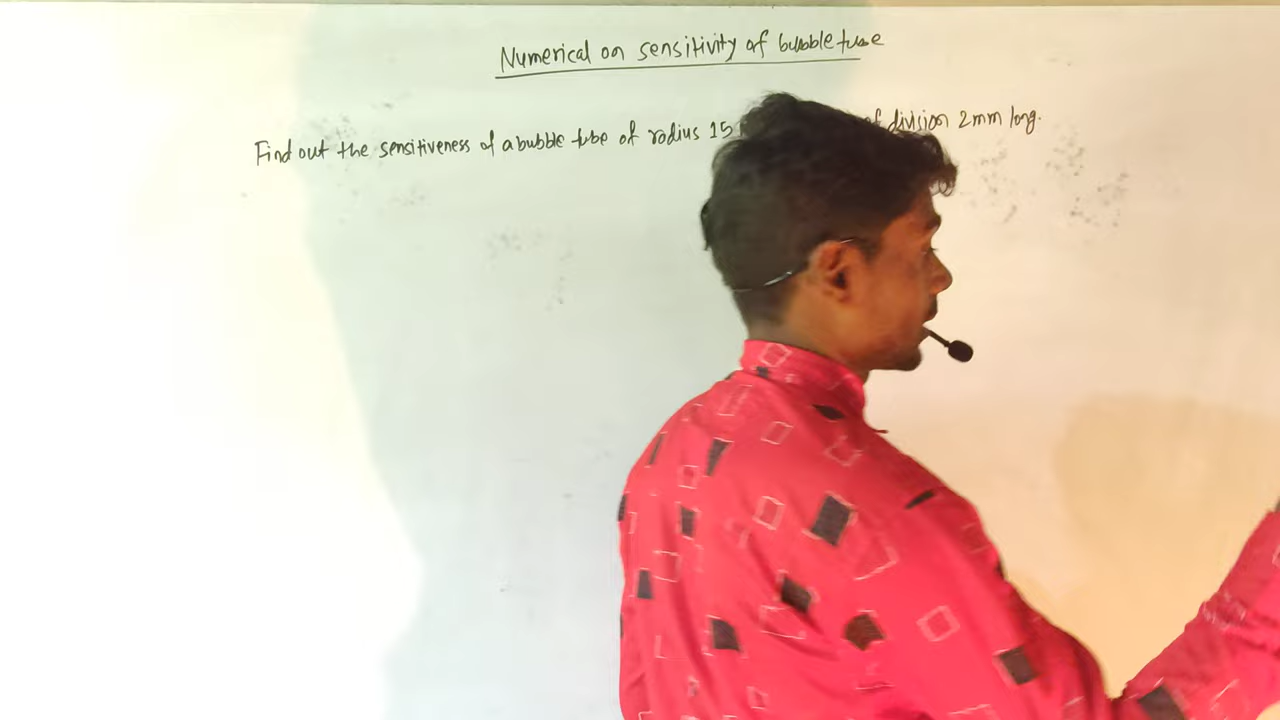 Numerical on sensitivity of bubble tube
Find out the sensitiveness of a bubble tube of radius 15 of division 2mm long.